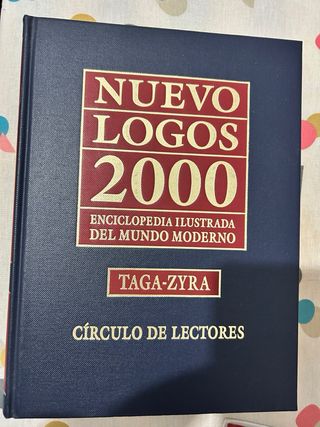 NUEVO
LOGOS
2000
ENCICLOPEDIA ILUSTRADA
DEL MUNDO MODERNO
TAGA-ZYRA
CÍRCULO DE LECTORES